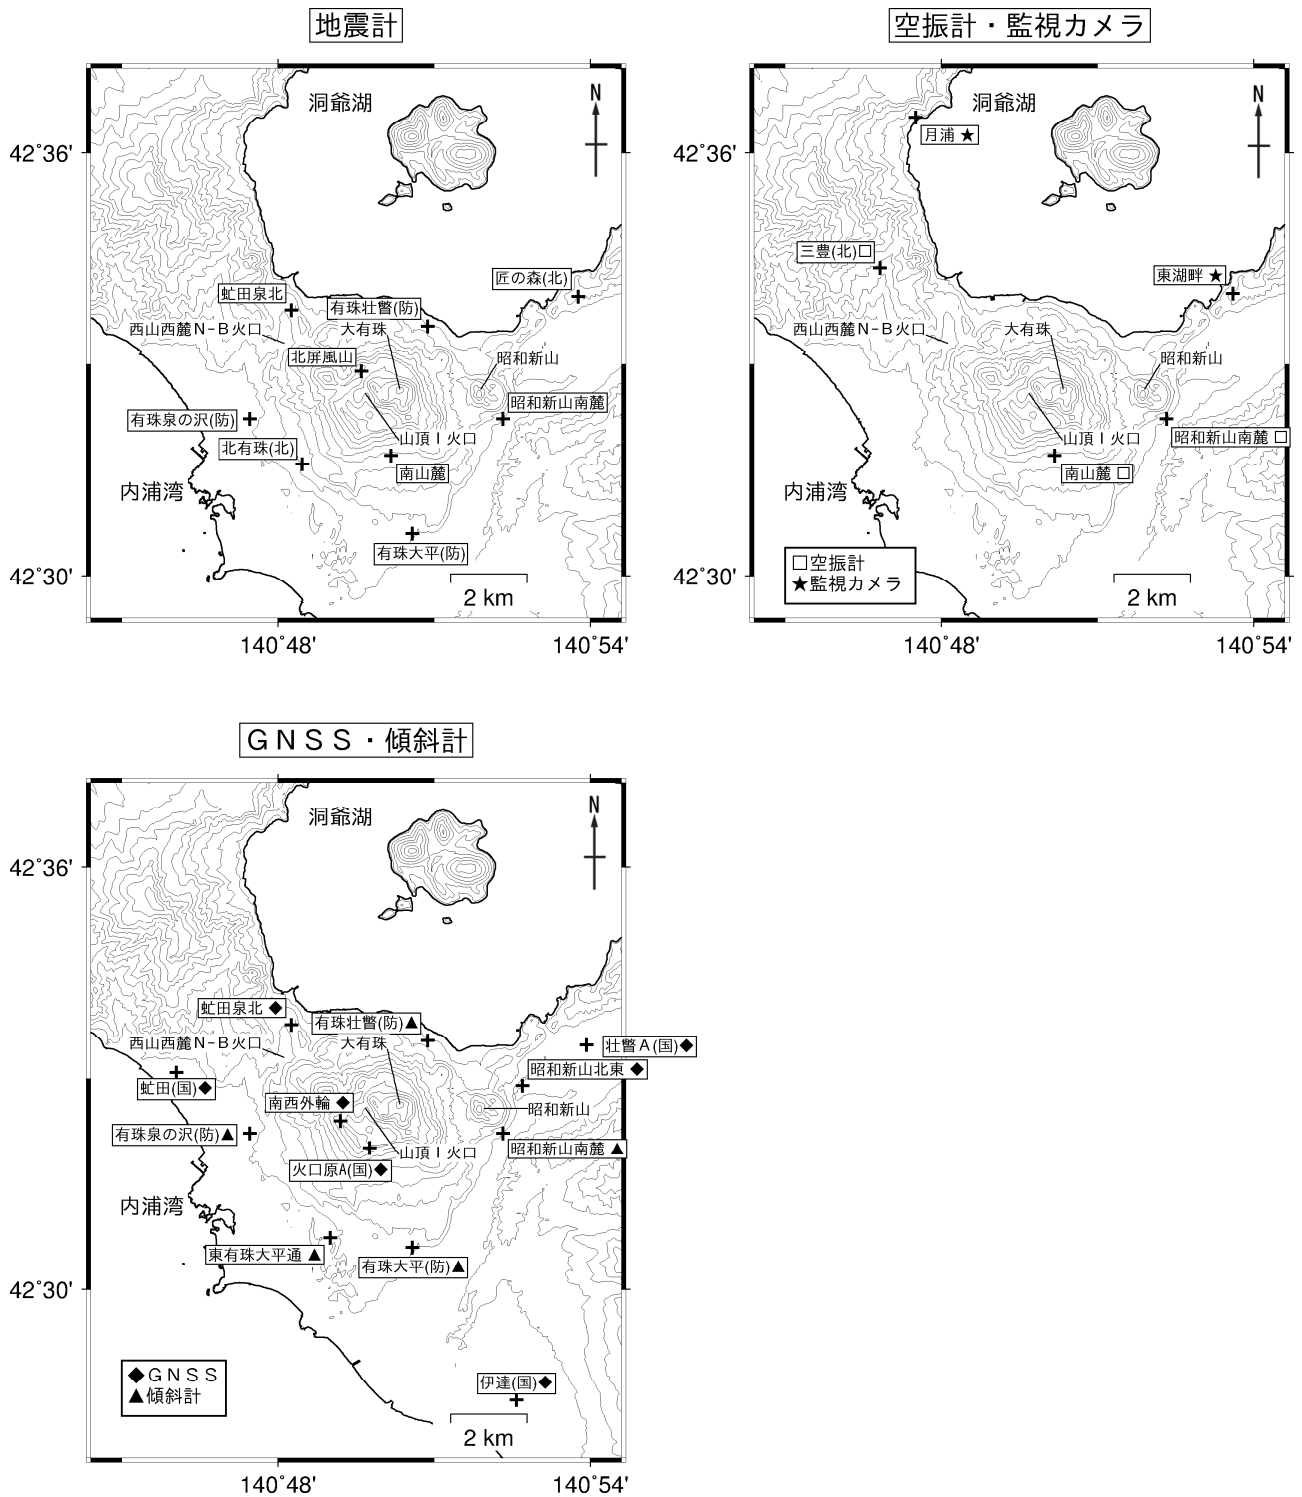 地震計
洞爺湖
N
42˚36'
匠の森(北)
虻田泉北
有珠壮瞥(防)
西山西麓N-B火口
大有珠
北屏風山
昭和新山
昭和新山南麓
有珠泉の沢(防)
山頂Ｉ火口
北有珠(北)
南山麓
内浦湾
有珠大平(防)
42˚30'
2 km
140˚48'
140˚54'
空振計・監視カメラ
洞爺湖
N
月浦★
42˚36'
三豊(北)□
東湖畔★
西山西麓N-B火口
大有珠
昭和新山
山頂Ｉ火口
昭和新山南麓□
南山麓□
内浦湾
□空振計
★監視カメラ
42˚30'
2 km
140˚48'
140˚54'
ＧＮＳＳ・傾斜計
洞爺湖
N
42˚36'
虻田泉北◆
有珠壮瞥(防)▲
西山西麓N-B火口
大有珠
壮瞥Ａ(国)◆
昭和新山北東◆
虻田(国)◆
南西外輪◆
昭和新山
有珠泉の沢(防)▲
昭和新山南麓▲
山頂Ｉ火口
火口原A(国)◆
内浦湾
東有珠大平通▲
有珠大平(防)▲
42˚30'
◆ＧＮＳＳ
▲傾斜計
伊達(国)◆
2 km
140˚48'
140˚54'